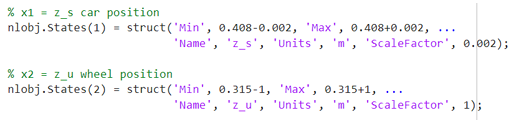 % x1 = z_s car position
nlobj.States(1) = struct('Min', 0.408-0.002, 'Max', 0.408+0.002, ...
'Name', 'z_s', 'Units', 'm', 'ScaleFactor', 0.002);
% x2 = z_u wheel position
nlobj.States(2) = struct('Min', 0.315-1, 'Max', 0.315+1, ...
'Name', 'z_u', 'Units', 'm', 'ScaleFactor', 1);